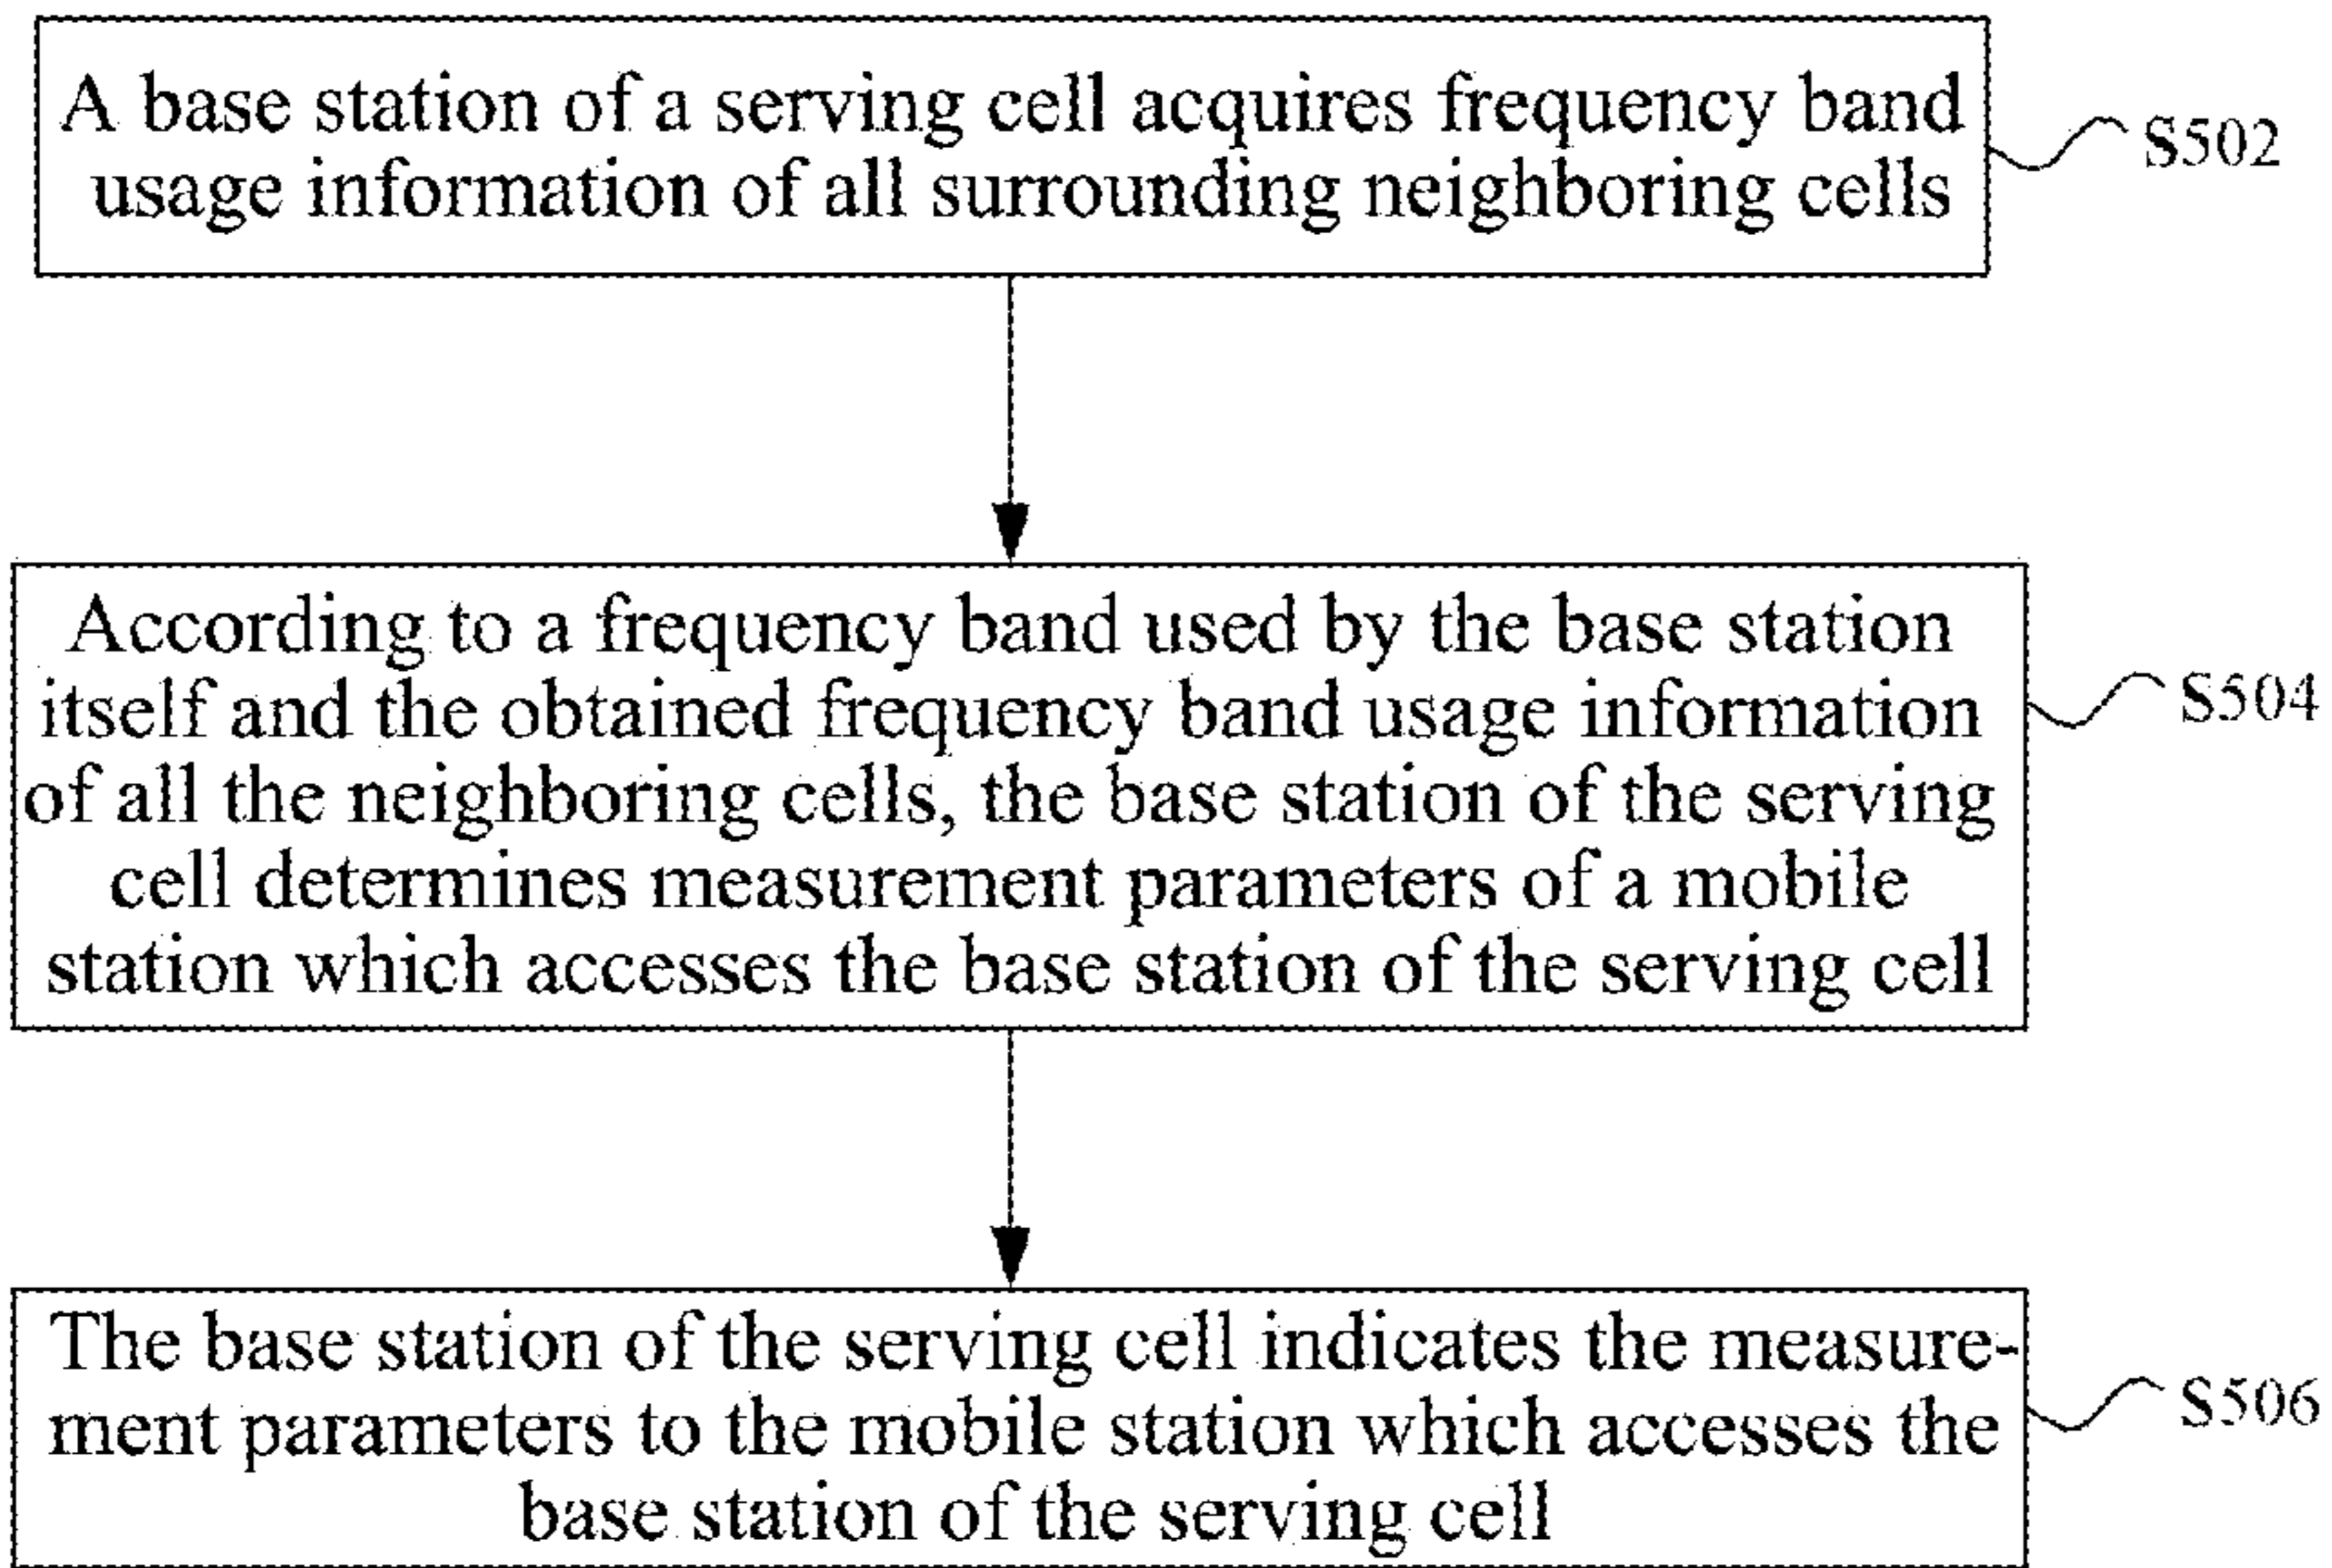 A base station of a serving cell acquires frequency band
usage information of all surrounding neighboring cells
S502
According to a frequency band used by the base station
itself and the obtained frequency band usage information
of all the neighboring cells, the base station of the serving
cell determines measurement parameters of a mobile
station which accesses the base station of the serving cell
S504
The base station of the serving cell indicates the measure-
ment parameters to the mobile station which accesses the
base station of the serving cell
S506